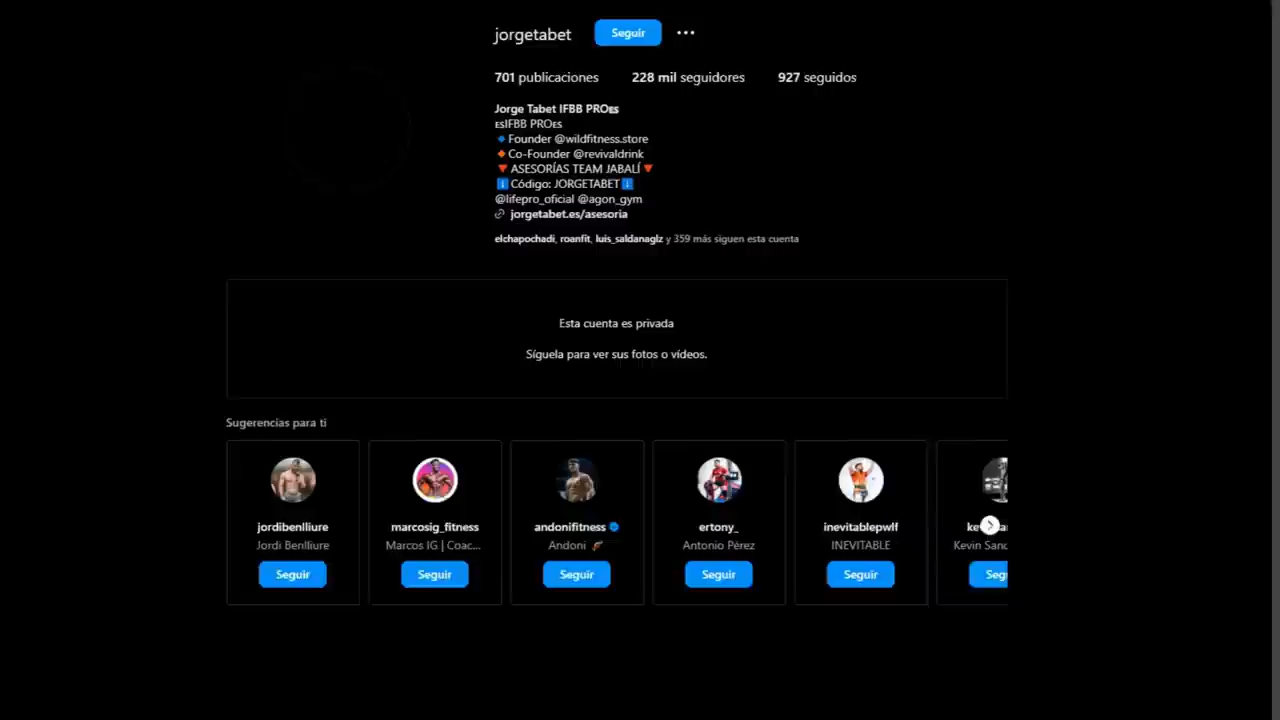 jorgetabet Seguir
701 publicaciones 228 mil seguidores 927 seguidos
Jorge Tabet IFBB PROES
ESIFBB PROES
Founder @wildfitness.store
Co-Founder @revivaldrink
ASESORÍAS TEAM JABALÍ
Código: JORGETABET
@lifepro_oficial @agon_gym
jorgetabet.es/asesoria
elchapochadi, roanfit, luis_saldanaglz y 359 más siguen esta cuenta
Esta cuenta es privada
Síguela para ver sus fotos o vídeos.
Sugerencias para ti
jordibenlliure marcosig_fitness andonifitness ertony_ inevitablepwlf
Jordi Benlliure Marcos IG | Coac... Andoni Antonio Pérez INEVITABLE Kevin
Seguir Seguir Seguir Seguir Seguir